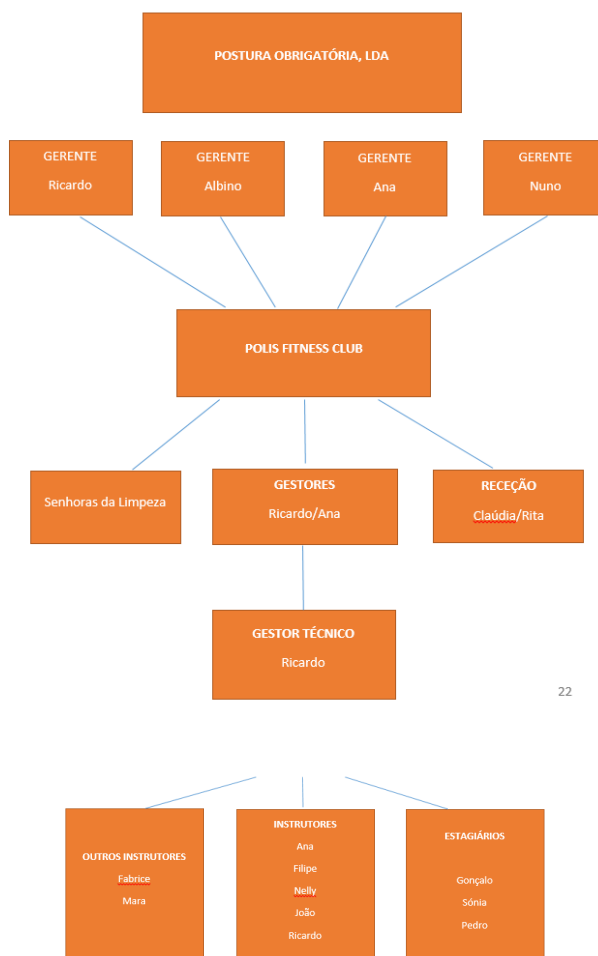 POSTURA OBRIGATÓRIA, LDA
GERENTE
Ricardo
GERENTE
Albino
GERENTE
Ana
GERENTE
Nuno
POLIS FITNESS CLUB
Senhoras da Limpeza
GESTORES
Ricardo/Ana
RECEÇÃO
Claúdia/Rita
GESTOR TÉCNICO
Ricardo
22
OUTROS INSTRUTORES
Fabrice
Mara
INSTRUTORES
Ana
Filipe
Nelly
João
Ricardo
ESTAGIÁRIOS
Gonçalo
Sónia
Pedro